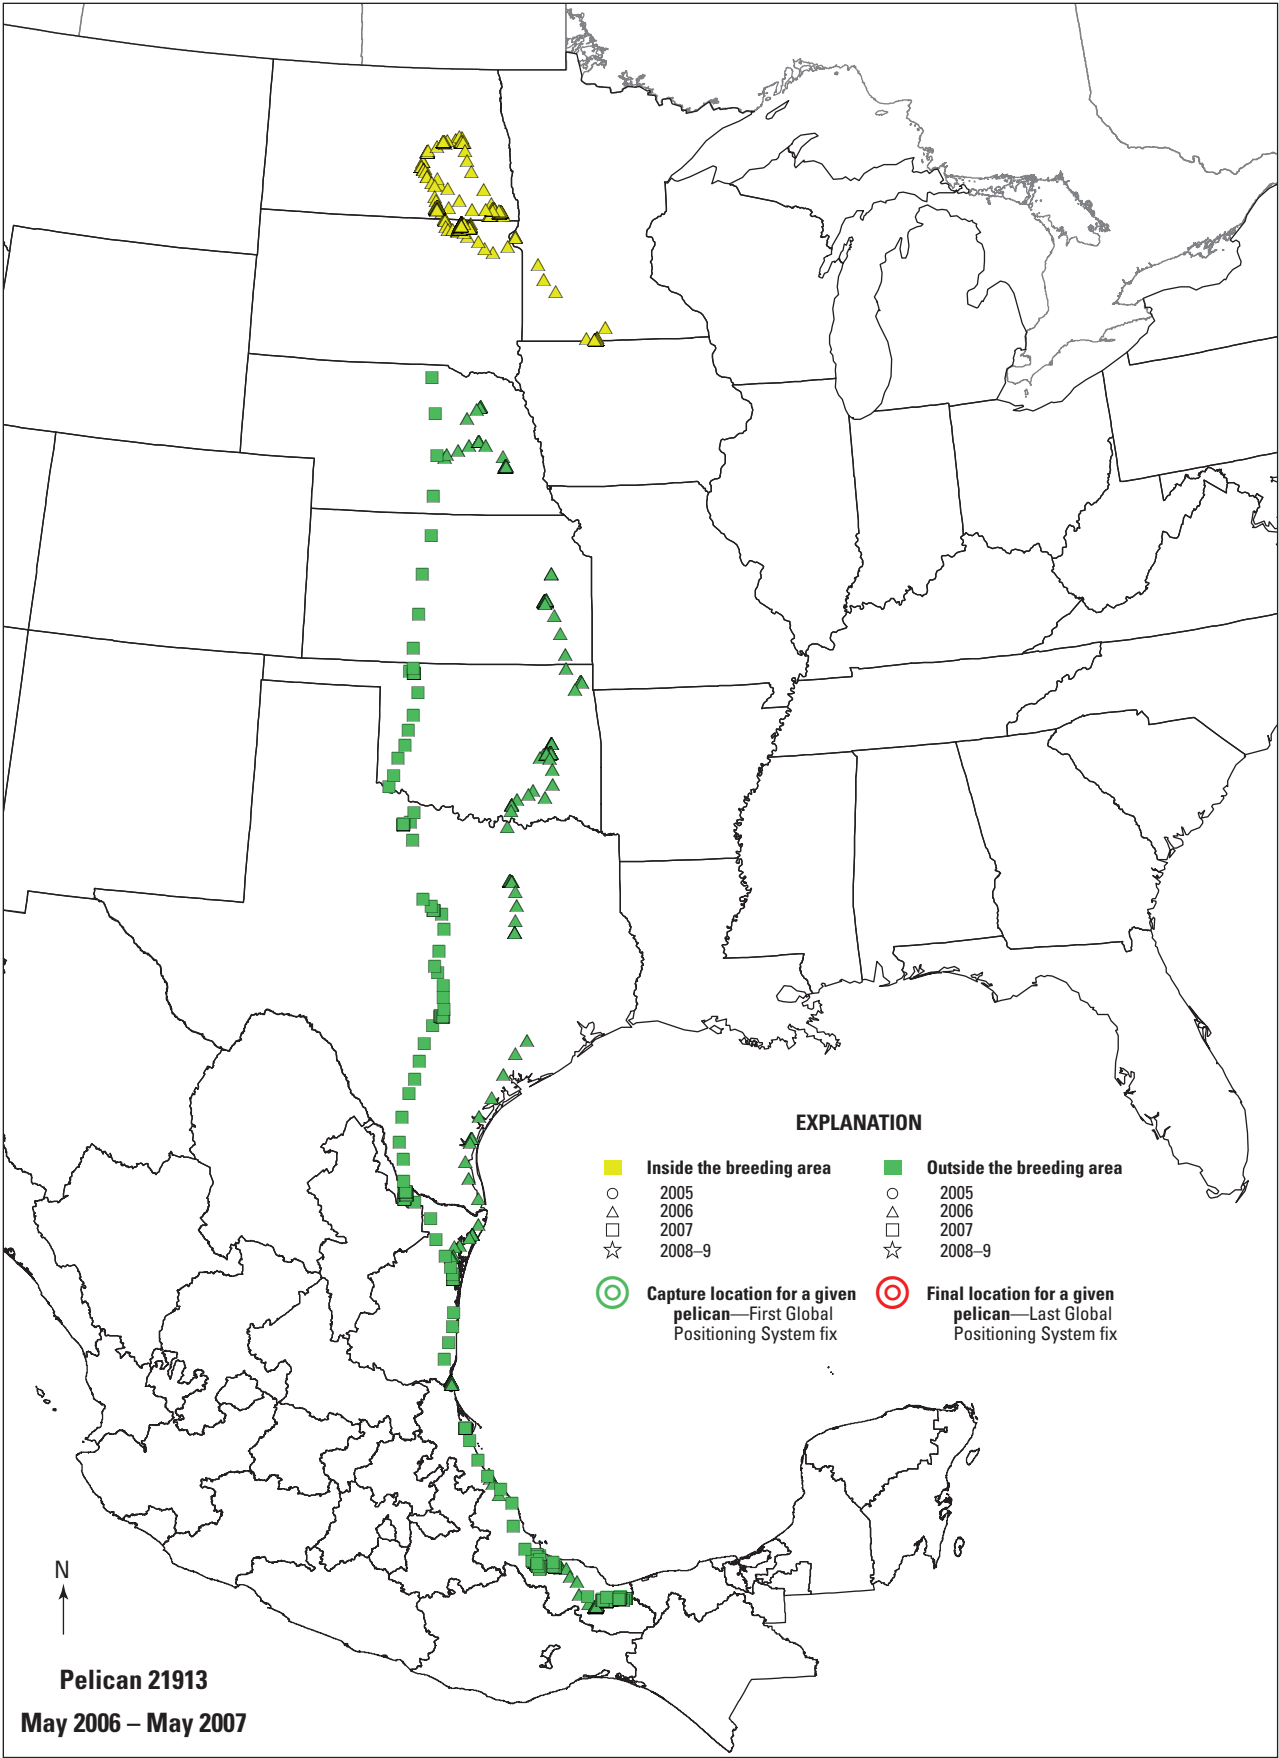 EXPLANATION
Inside the breeding area
2005
2006
2007
2008–9
Outside the breeding area
2005
2006
2007
2008–9
Capture location for a given
pelican—First Global
Positioning System fix
Final location for a given
pelican—Last Global
Positioning System fix
N
Pelican 21913
May 2006 – May 2007